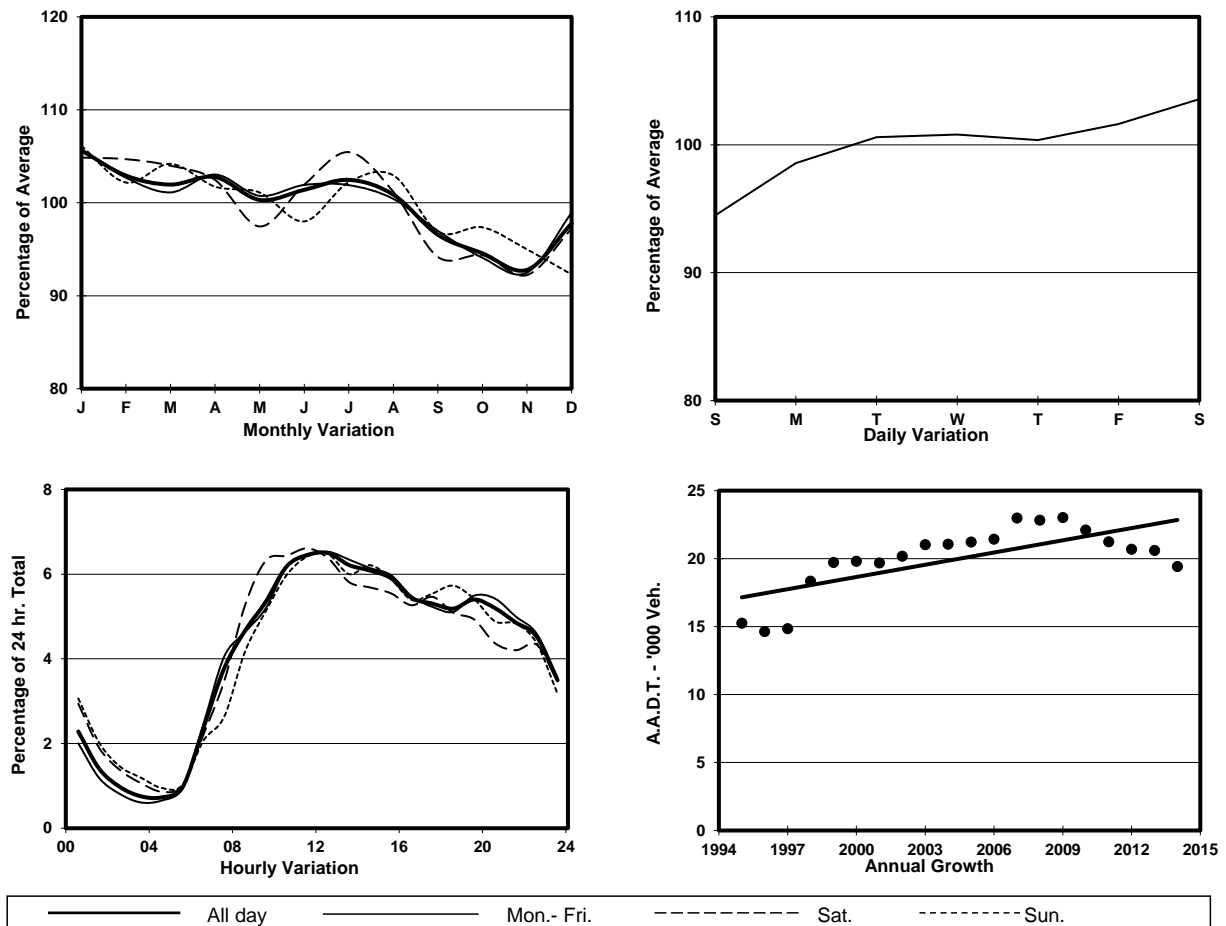 120
110
100
90
80
Percentage of Average
J F M A M J J A S O N D
Monthly Variation
110
100
90
80
Percentage of Average
S M T W T F S
Daily Variation
8
6
4
2
0
Percentage of 24 hr. Total
00 04 08 12 16 20 24
Hourly Variation
25
20
15
10
5
0
A.A.D.T. - '000 Veh.
1994 1997 2000 2003 2006 2009 2012 2015
Annual Growth
All day Mon.- Fri. Sat. Sun.